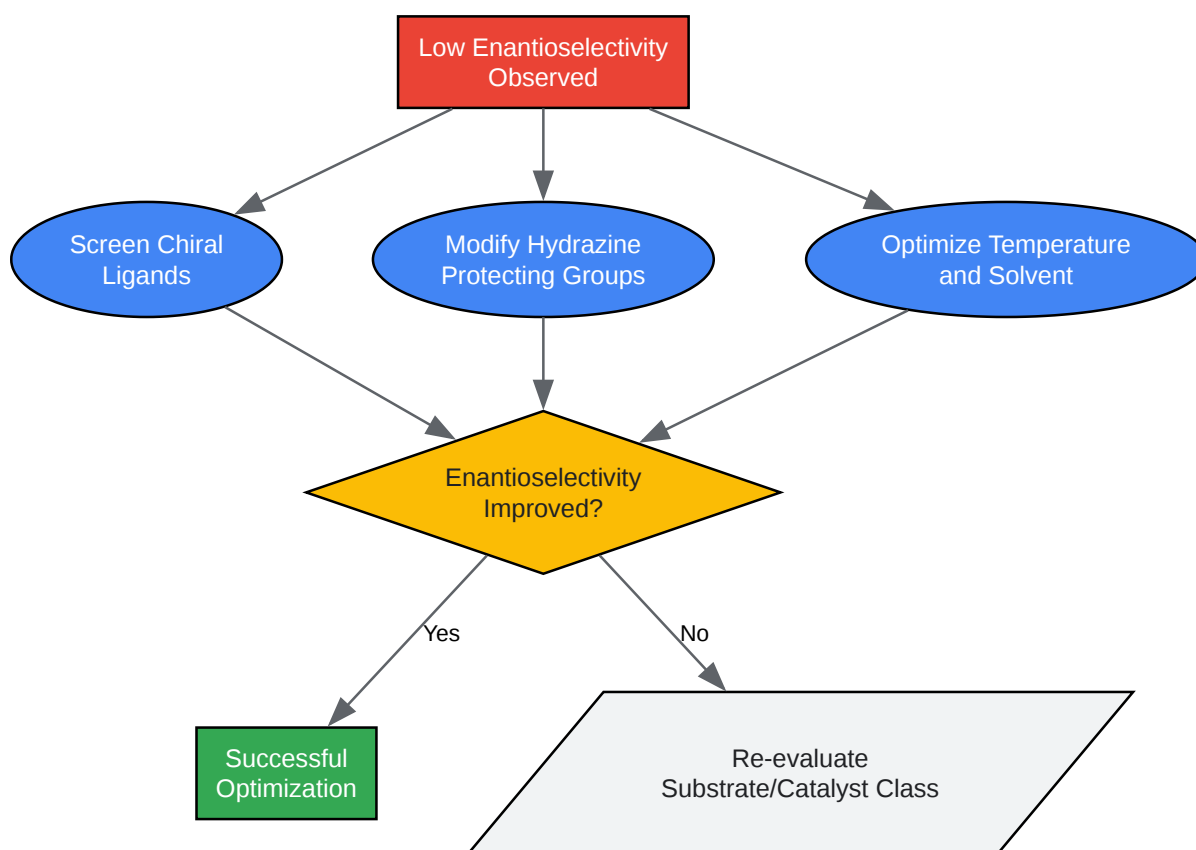 Low Enantioselectivity
Observed
Screen Chiral
Ligands
Modify Hydrazine
Protecting Groups
Optimize Temperature
and Solvent
Enantioselectivity
Improved?
Yes
No
Successful
Optimization
Re-evaluate
Substrate/Catalyst Class